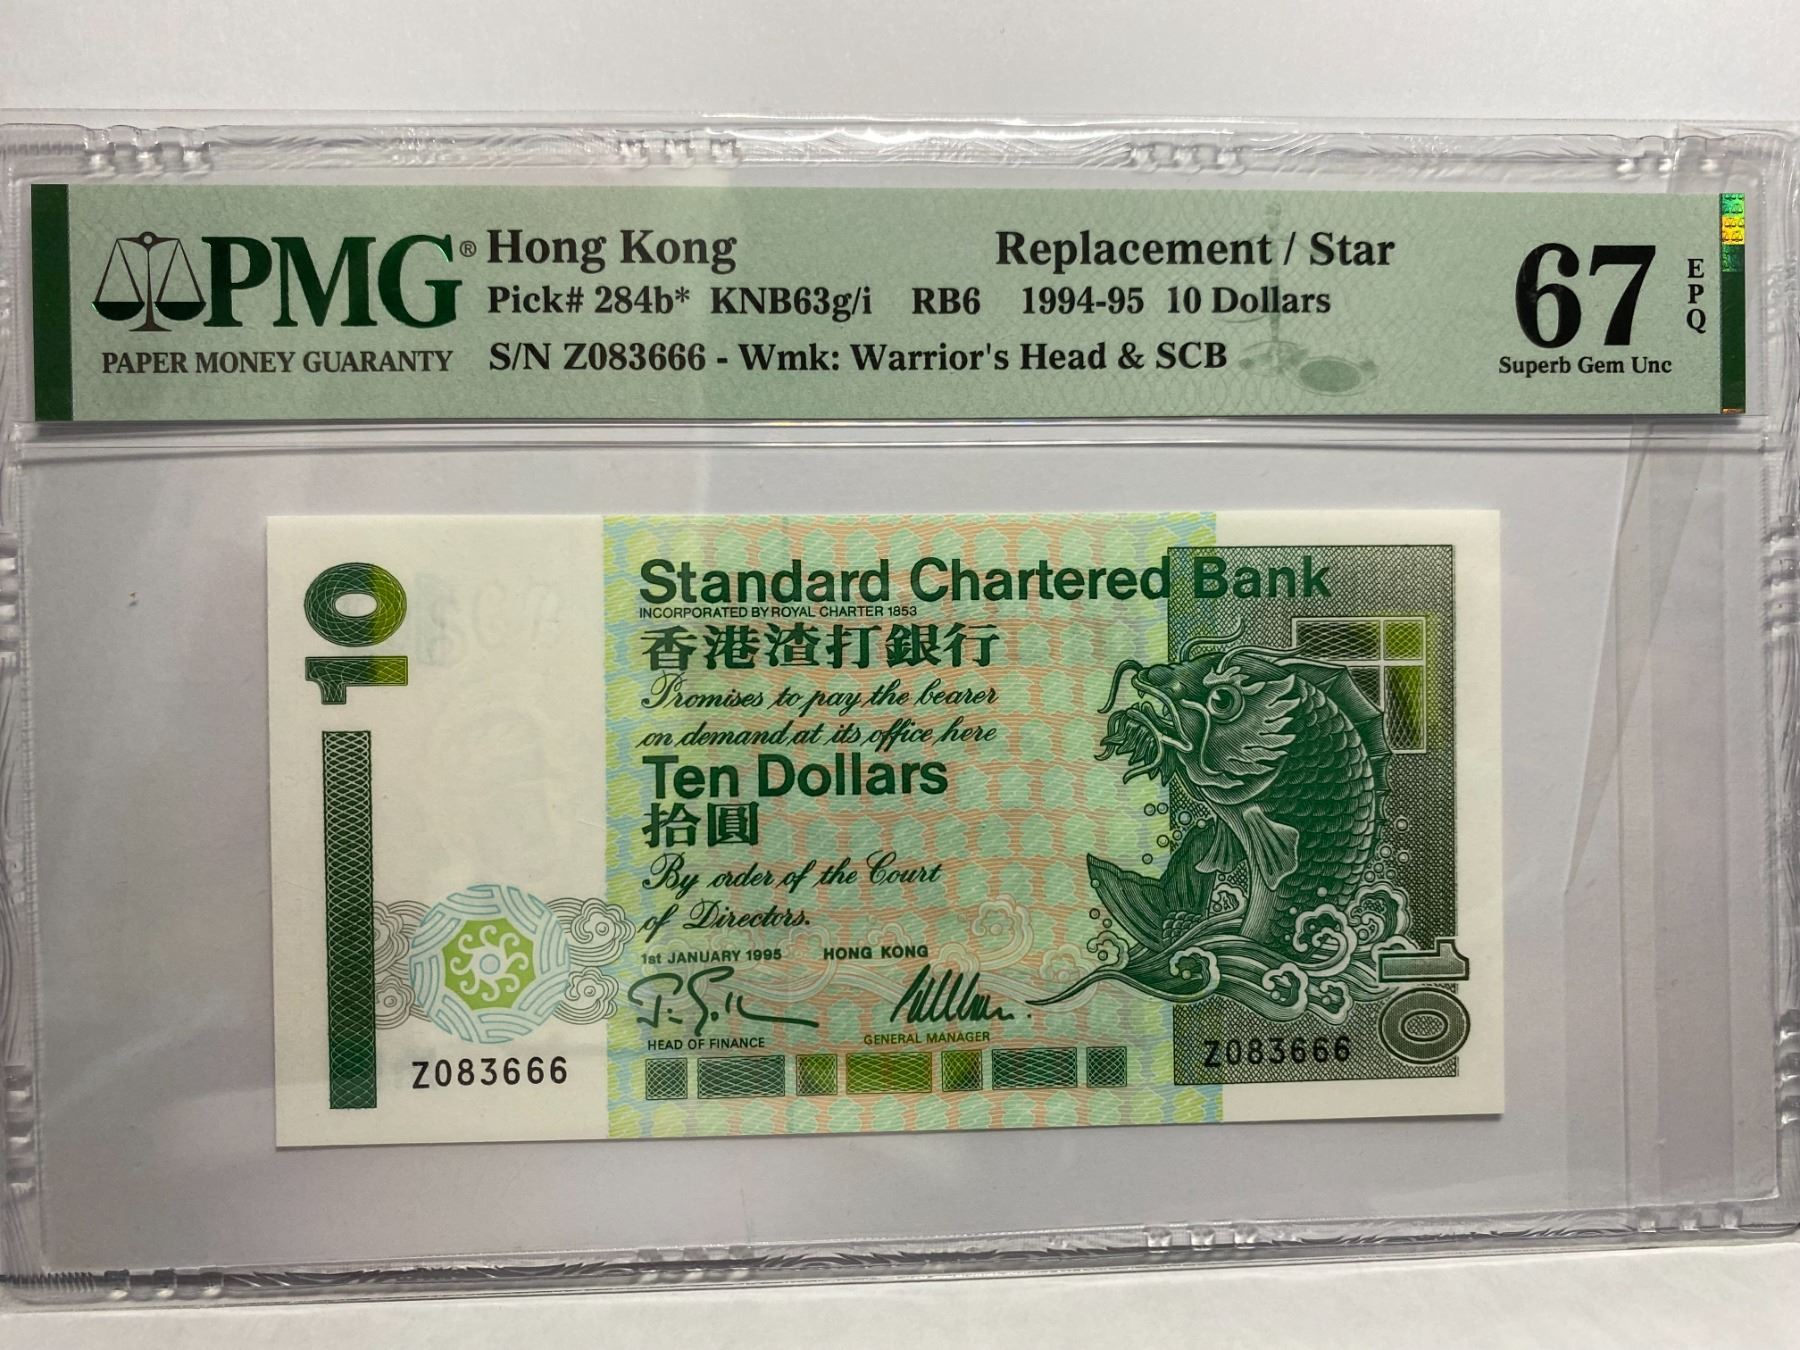 PMG® Hong Kong Replacement / Star 67 EPQ
Pick# 284b* KNB63g/i RB6 1994-95 10 Dollars
PAPER MONEY GUARANTY S/N Z083666 - Wmk: Warrior's Head & SCB Superb Gem Unc
10
Standard Chartered Bank
INCORPORATED BY ROYAL CHARTER 1853
香港渣打銀行
Promises to pay the bearer
on demand at its office here
Ten Dollars
拾圓
By order of the Court
of Directors.
1st JANUARY 1995 HONG KONG
HEAD OF FINANCE GENERAL MANAGER
10
Z083666 Z083666